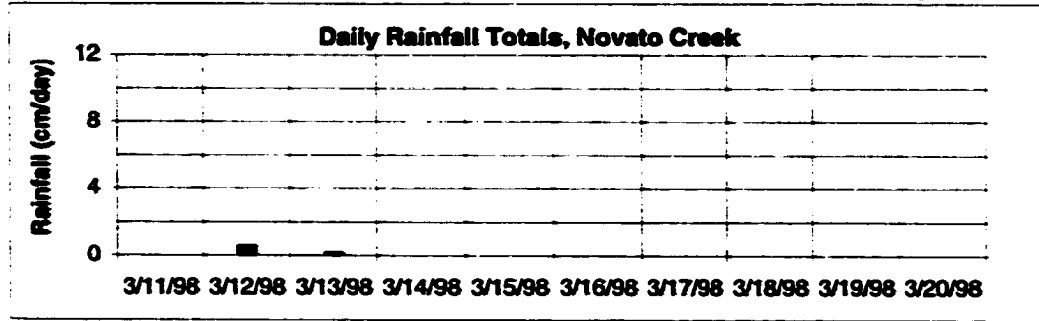 Daily Rainfall Totals, Novato Creek
Rainfall (cm/day)
12
8
4
0
3/11/98 3/12/98 3/13/98 3/14/98 3/15/98 3/16/98 3/17/98 3/18/98 3/19/98 3/20/98